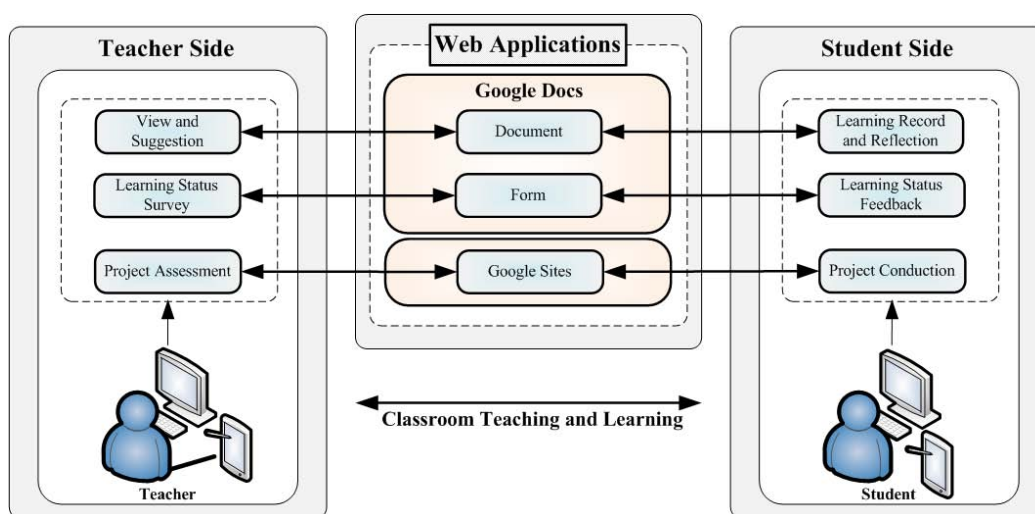 Teacher Side
View and
Suggestion
Learning Status
Survey
Project Assessment
Teacher
Web Applications
Google Docs
Document
Form
Google Sites
Classroom Teaching and Learning
Student Side
Learning Record
and Reflection
Learning Status
Feedback
Project Conduction
Student